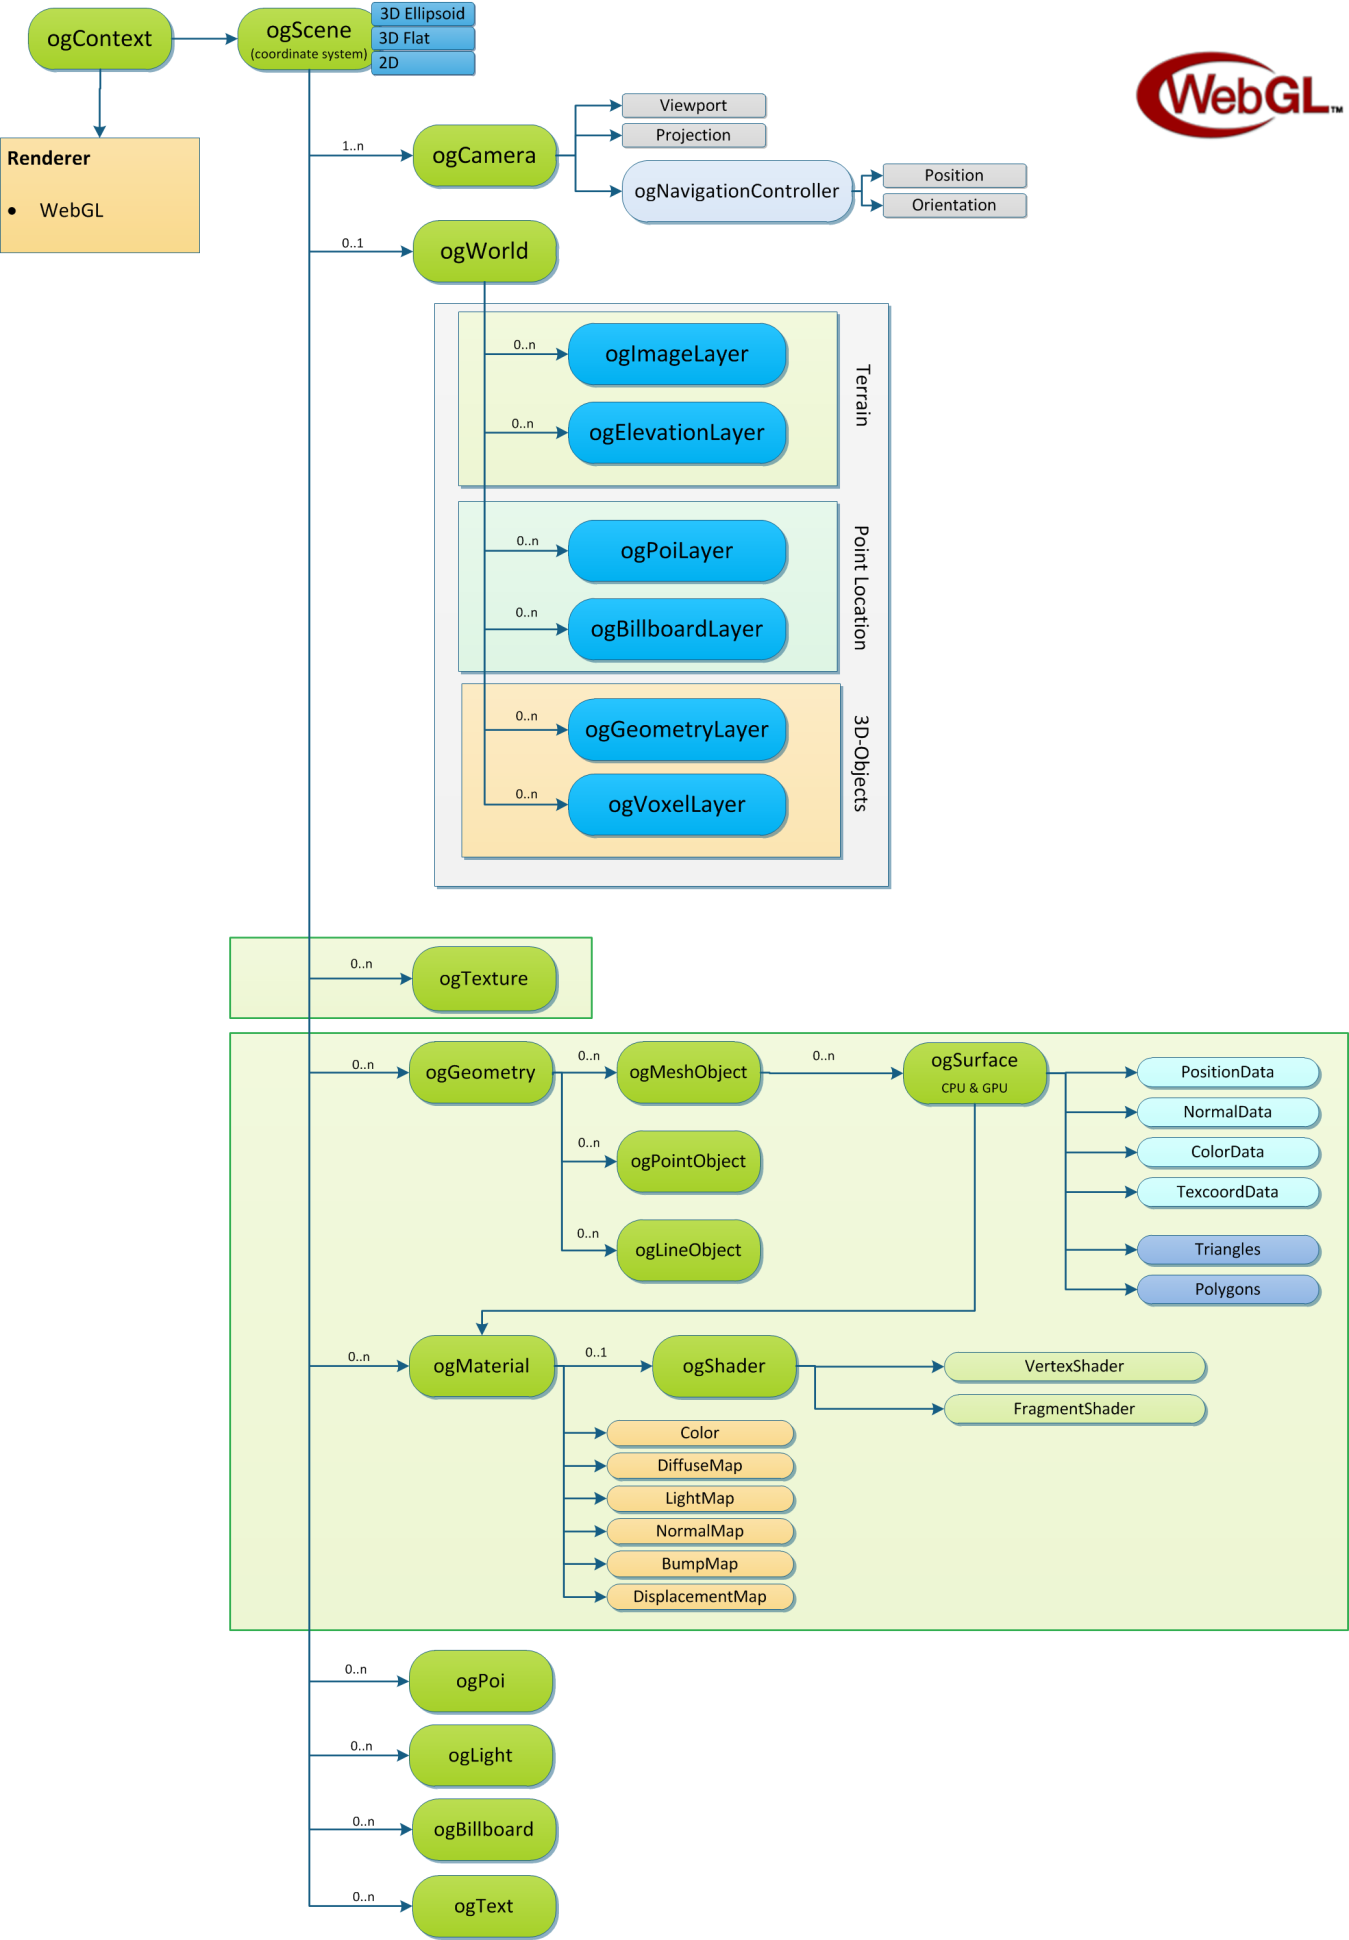 ogContext
ogScene
(coordinate system)
3D Ellipsoid
3D Flat
2D
WebGL™
Renderer
• WebGL
1..n
ogCamera
Viewport
Projection
ogNavigationController
Position
Orientation
0..1
ogWorld
0..n
ogImageLayer
0..n
ogElevationLayer
Terrain
0..n
ogPoiLayer
0..n
ogBillboardLayer
Point Location
0..n
ogGeometryLayer
0..n
ogVoxelLayer
3D-Objects
0..n
ogTexture
0..n
ogGeometry
0..n
ogMeshObject
0..n
ogSurface
CPU & GPU
PositionData
NormalData
ColorData
TexcoordData
Triangles
Polygons
0..n
ogPointObject
0..n
ogLineObject
0..n
ogMaterial
0..1
ogShader
VertexShader
FragmentShader
Color
DiffuseMap
LightMap
NormalMap
BumpMap
DisplacementMap
0..n
ogPoi
0..n
ogLight
0..n
ogBillboard
0..n
ogText